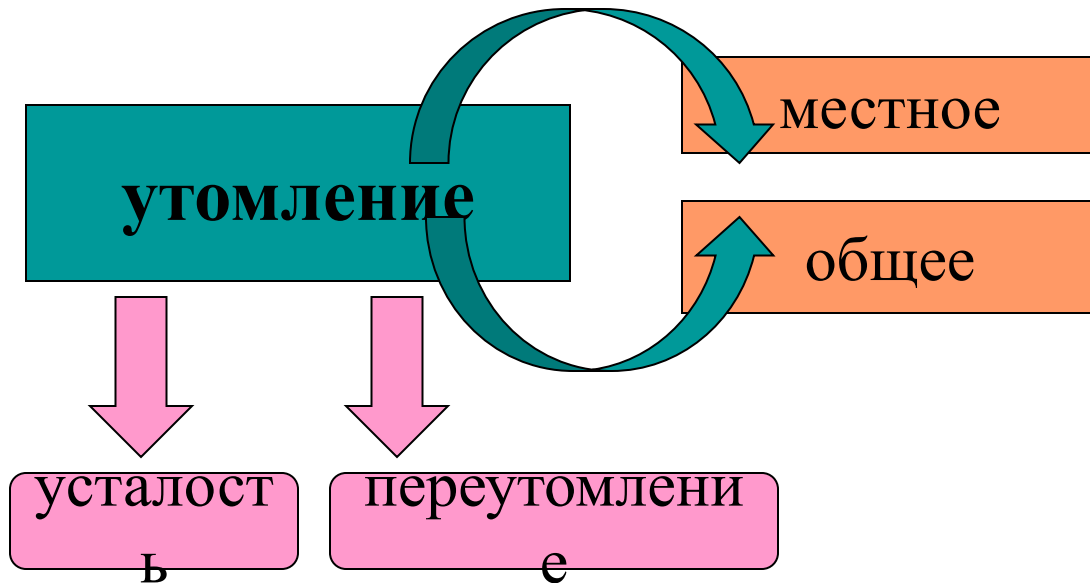 местное
утомление
общее
усталост
ь
переутомлени
е